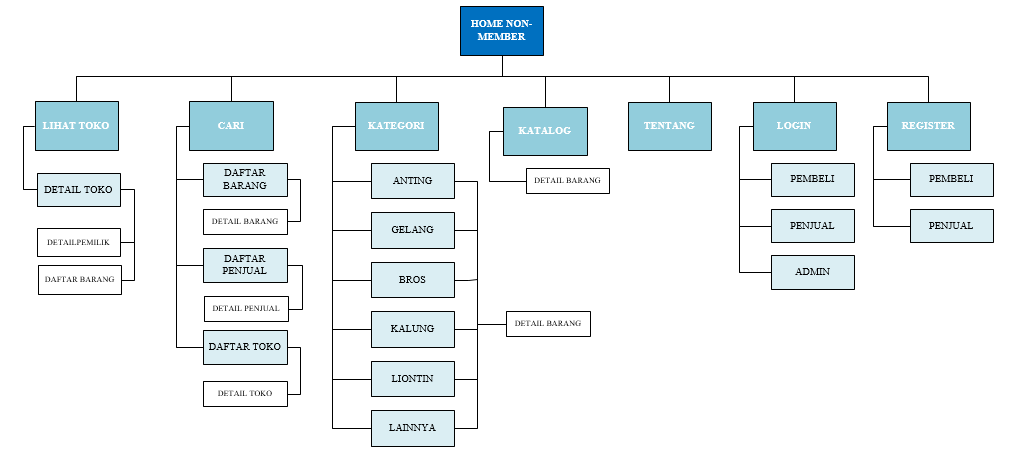 HOME NON-
MEMBER
LIHAT TOKO
CARI
KATEGORI
KATALOG
TENTANG
LOGIN
REGISTER
DETAIL TOKO
DETAILPEMILIK
DAFTAR BARANG
DAFTAR
BARANG
DETAIL BARANG
DAFTAR
PENJUAL
DETAIL PENJUAL
DAFTAR TOKO
DETAIL TOKO
ANTING
GELANG
BROS
KALUNG
LIONTIN
LAINNYA
DETAIL BARANG
DETAIL BARANG
PEMBELI
PENJUAL
ADMIN
PEMBELI
PENJUAL